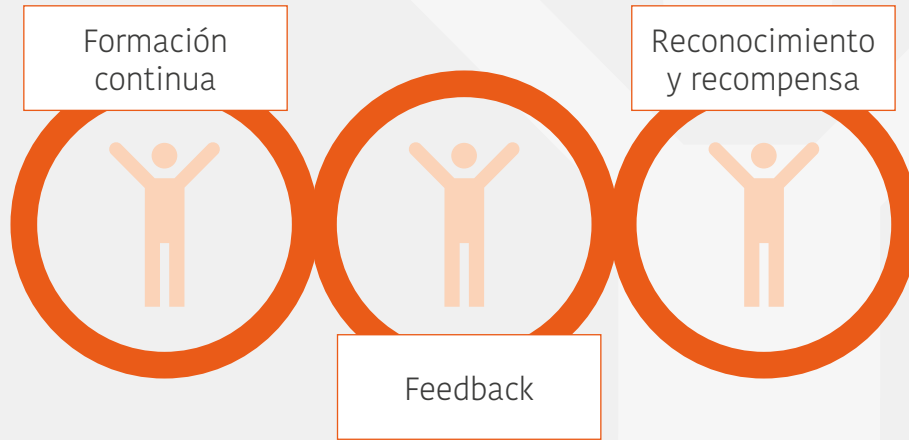 Formación
continua
Reconocimiento
y recompensa
Feedback